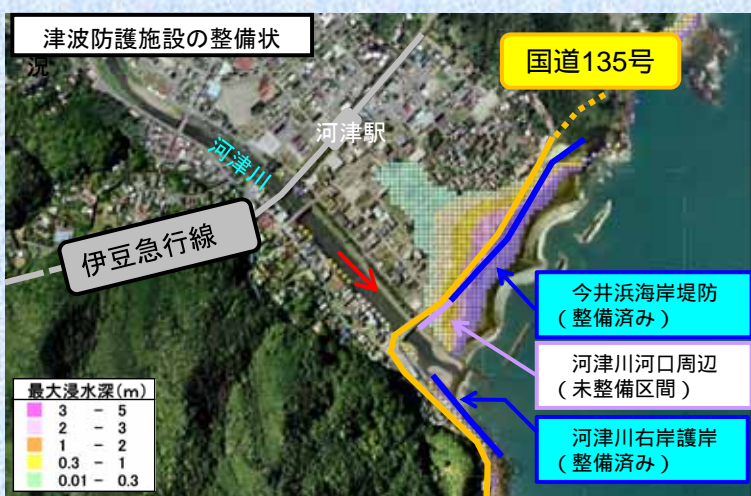 津波防護施設の整備状
況
国道135号
河津駅
河津川
伊豆急行線
今井浜海岸堤防
(整備済み)
河津川河口周辺
(未整備区間)
河津川右岸護岸
(整備済み)
最大浸水深(m)
3 - 5
2 - 3
1 - 2
0.3 - 1
0.01 - 0.3